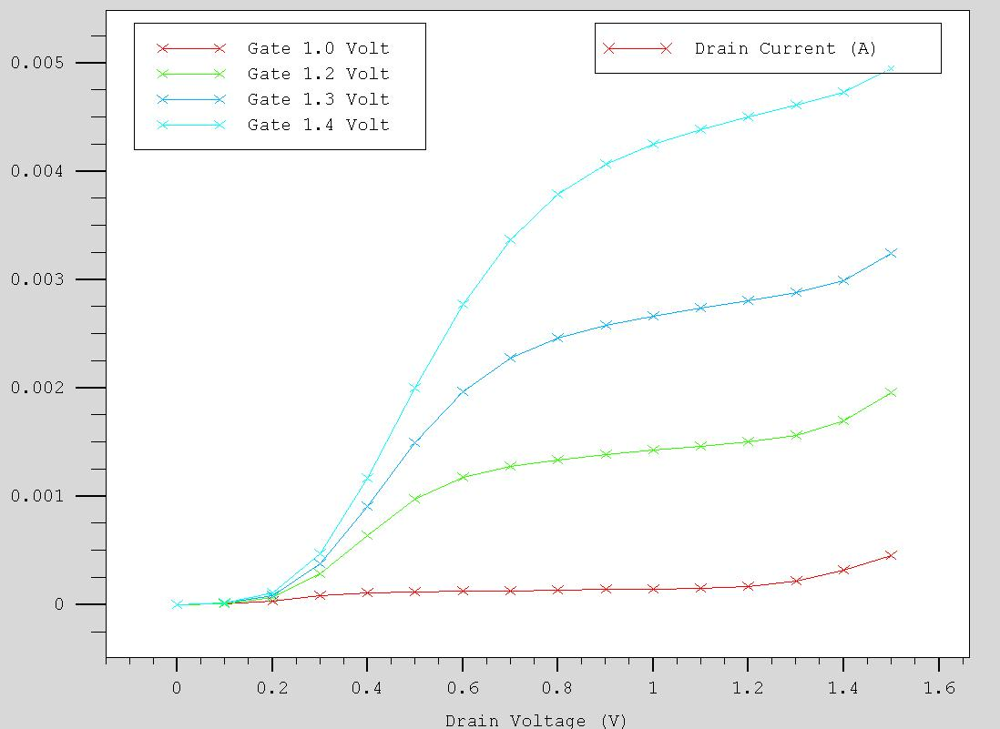 Gate 1.0 Volt
Gate 1.2 Volt
Gate 1.3 Volt
Gate 1.4 Volt
Drain Current (A)
0.005
0.004
0.003
0.002
0.001
0
0 0.2 0.4 0.6 0.8 1 1.2 1.4 1.6
Drain Voltage (V)